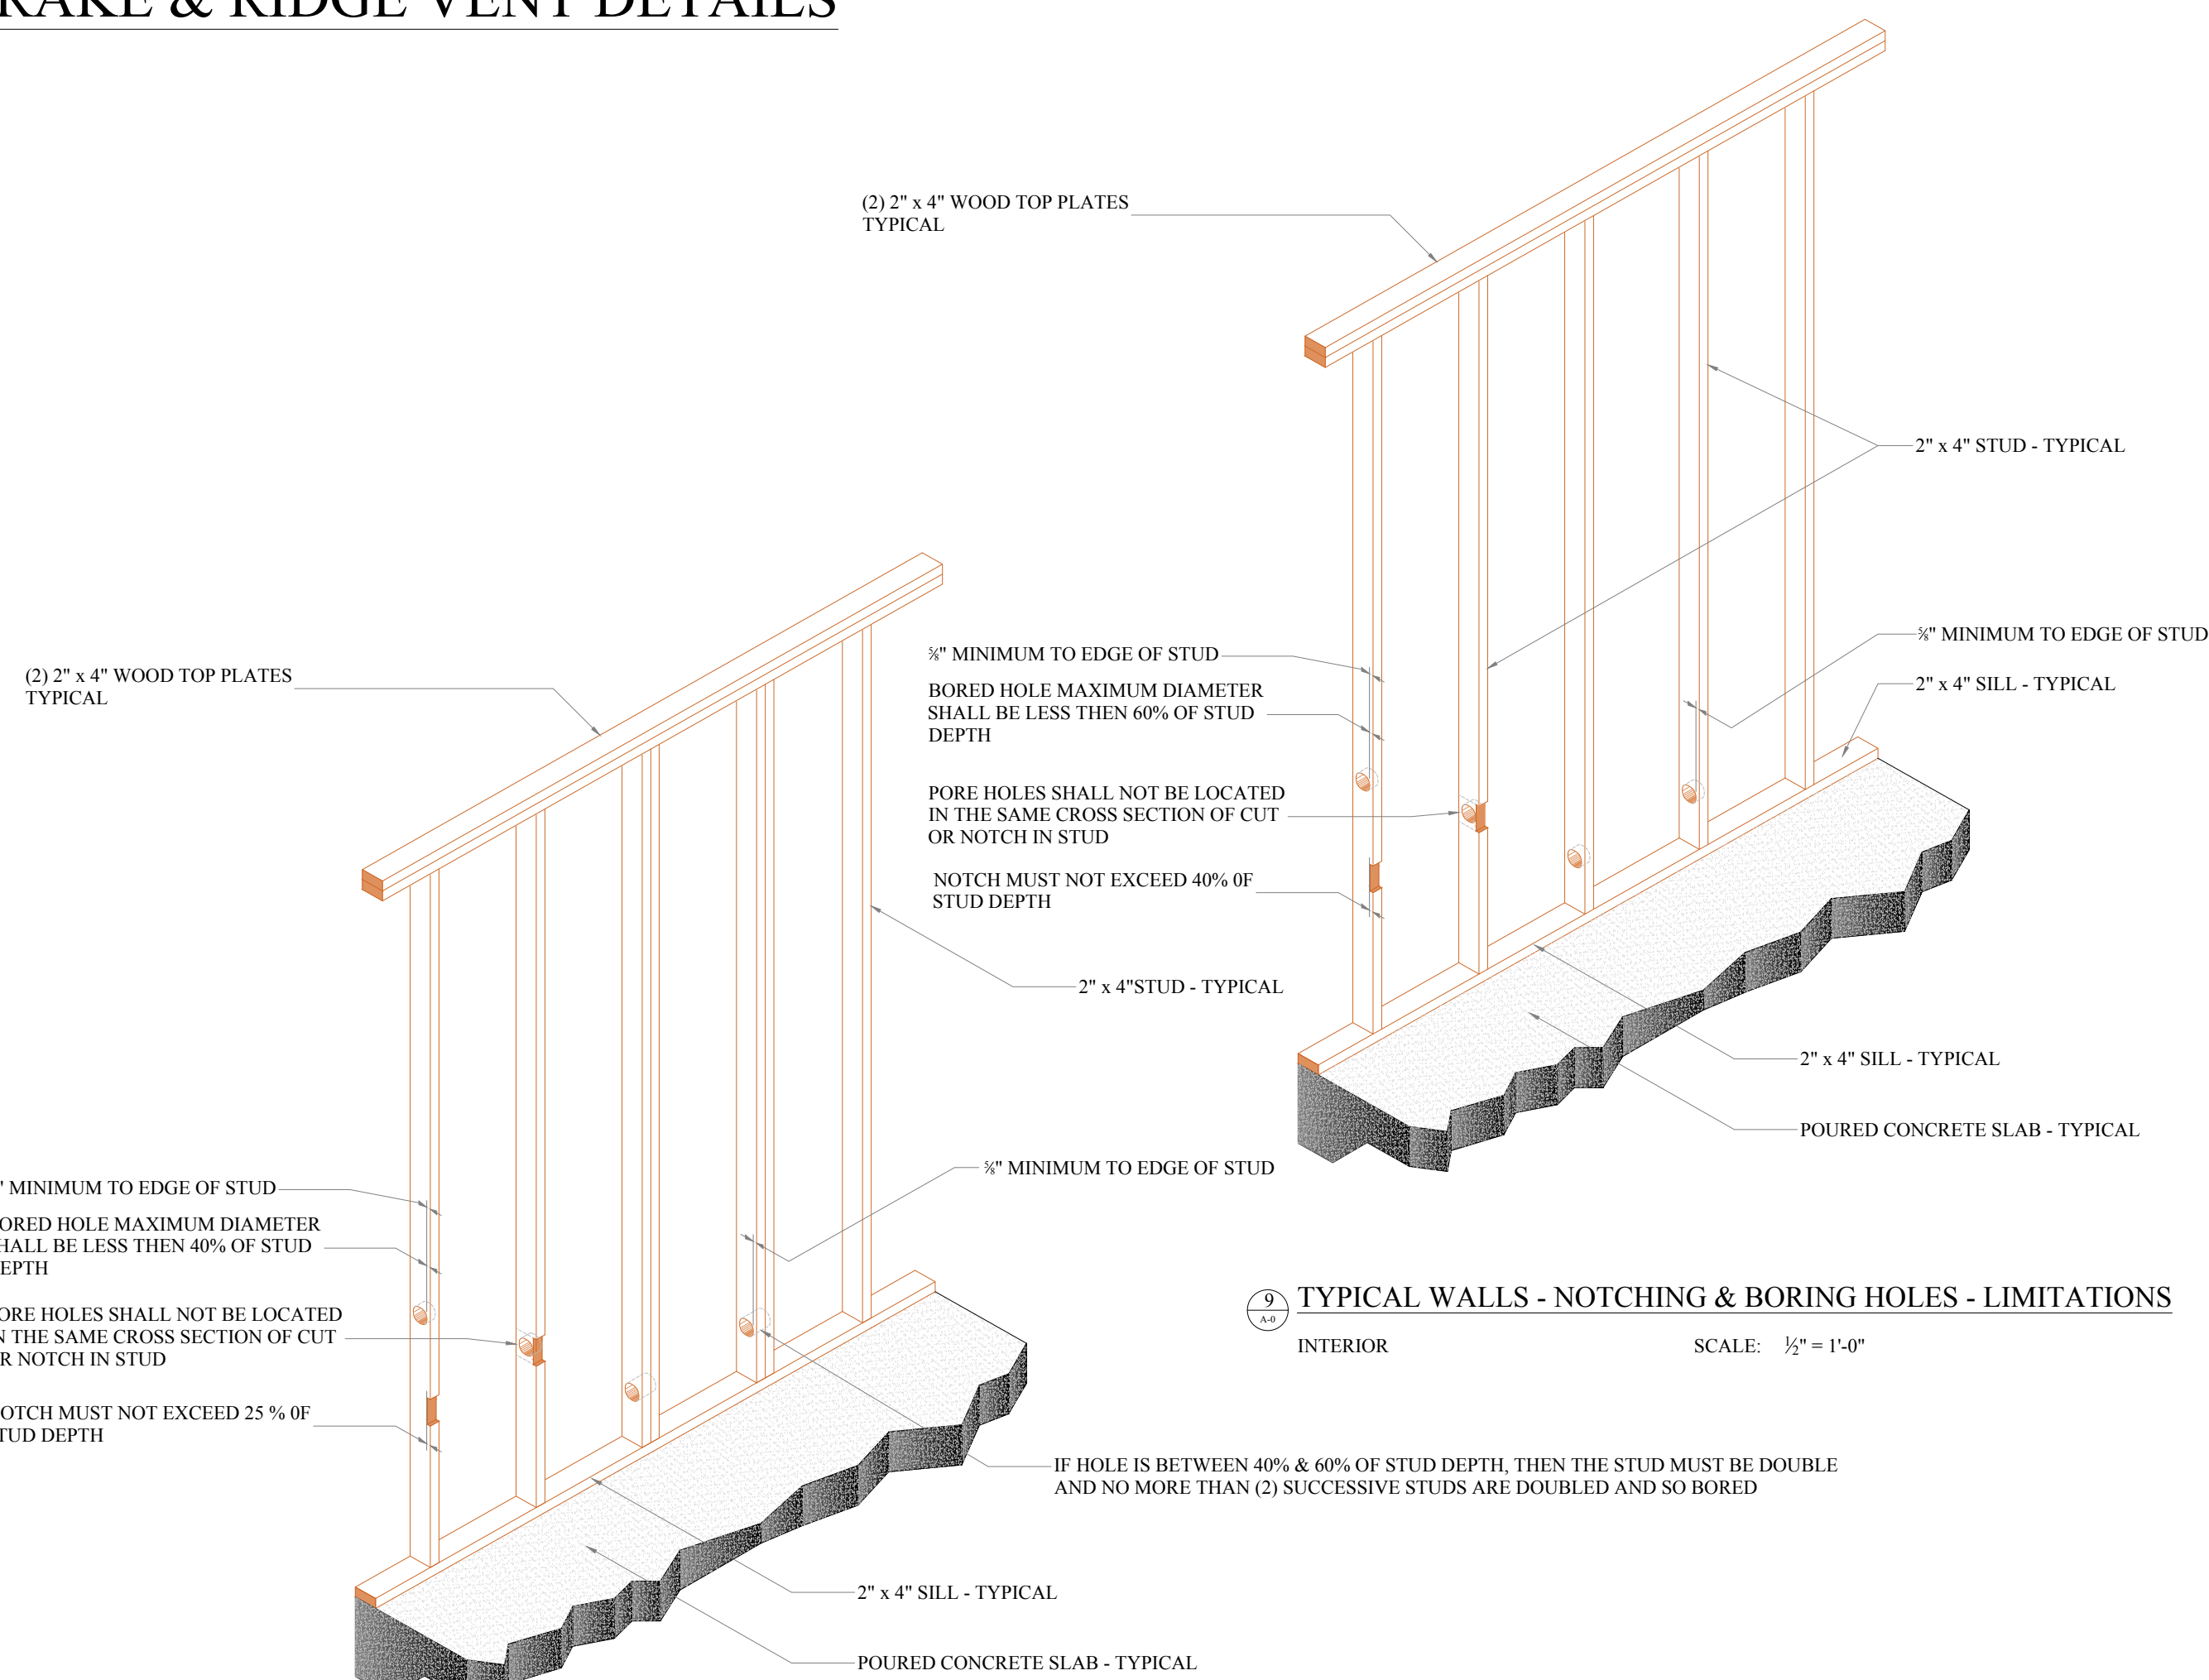 RAKE & RIDGE VENT DETAILS
(2) 2" x 4" WOOD TOP PLATES
TYPICAL
2" x 4" STUD - TYPICAL
⅝" MINIMUM TO EDGE OF STUD
2" x 4" SILL - TYPICAL
⅝" MINIMUM TO EDGE OF STUD
BORED HOLE MAXIMUM DIAMETER
SHALL BE LESS THEN 60% OF STUD
DEPTH
PORE HOLES SHALL NOT BE LOCATED
IN THE SAME CROSS SECTION OF CUT
OR NOTCH IN STUD
NOTCH MUST NOT EXCEED 40% 0F
STUD DEPTH
2" x 4" SILL - TYPICAL
POURED CONCRETE SLAB - TYPICAL
9
A-0
TYPICAL WALLS - NOTCHING & BORING HOLES - LIMITATIONS
INTERIOR SCALE: ½" = 1'-0"
(2) 2" x 4" WOOD TOP PLATES
TYPICAL
2" x 4"STUD - TYPICAL
⅝" MINIMUM TO EDGE OF STUD
" MINIMUM TO EDGE OF STUD
ORED HOLE MAXIMUM DIAMETER
HALL BE LESS THEN 40% OF STUD
EPTH
ORE HOLES SHALL NOT BE LOCATED
N THE SAME CROSS SECTION OF CUT
R NOTCH IN STUD
OTCH MUST NOT EXCEED 25 % 0F
TUD DEPTH
IF HOLE IS BETWEEN 40% & 60% OF STUD DEPTH, THEN THE STUD MUST BE DOUBLE
AND NO MORE THAN (2) SUCCESSIVE STUDS ARE DOUBLED AND SO BORED
2" x 4" SILL - TYPICAL
POURED CONCRETE SLAB - TYPICAL